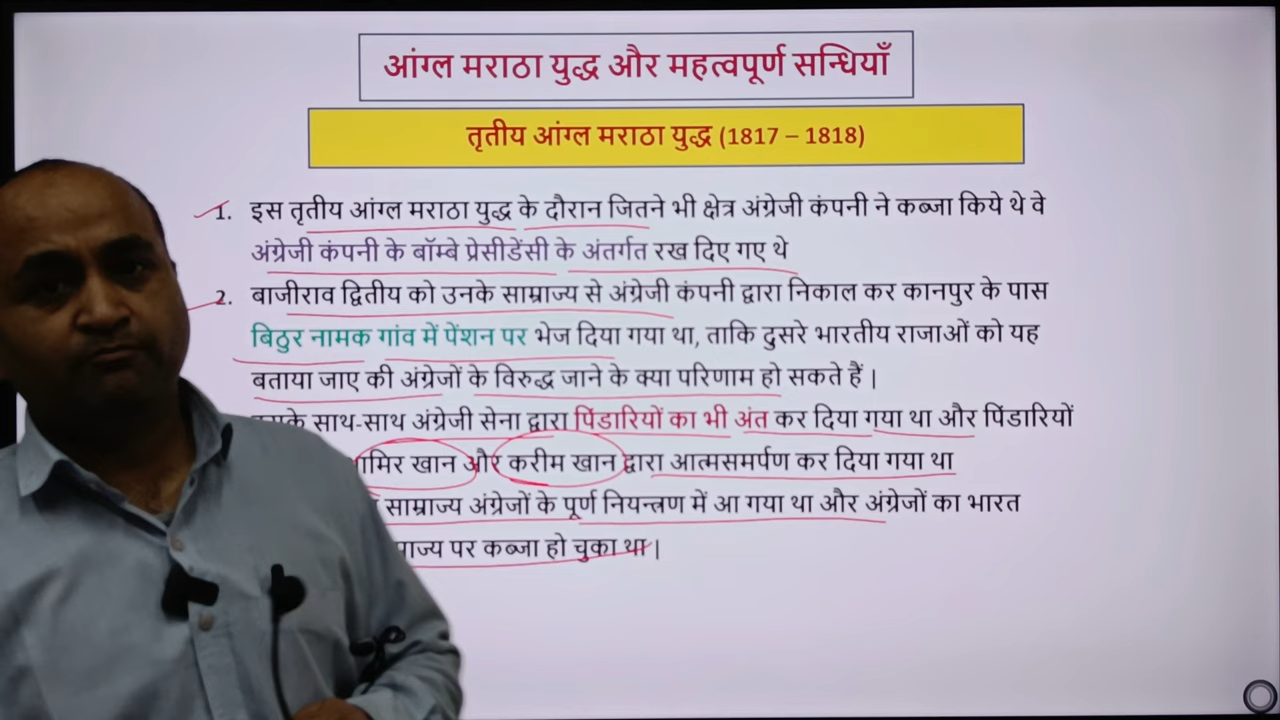 आंग्ल मराठा युद्ध और महत्वपूर्ण सन्धियाँ
तृतीय आंग्ल मराठा युद्ध (1817 – 1818)
1. इस तृतीय आंग्ल मराठा युद्ध के दौरान जितने भी क्षेत्र अंग्रेजी कंपनी ने कब्जा किये थे वे
अंग्रेजी कंपनी के बॉम्बे प्रेसीडेंसी के अंतर्गत रख दिए गए थे
2. बाजीराव द्वितीय को उनके साम्राज्य से अंग्रेजी कंपनी द्वारा निकाल कर कानपुर के पास
बिठुर नामक गांव में पेंशन पर भेज दिया गया था, ताकि दुसरे भारतीय राजाओं को यह
बताया जाए की अंग्रेजों के विरुद्ध जाने के क्या परिणाम हो सकते हैं |
साथ-साथ अंग्रेजी सेना द्वारा पिंडारियों का भी अंत कर दिया गया था और पिंडारियों
खान और करीम खान द्वारा आत्मसमर्पण कर दिया गया था
साम्राज्य अंग्रेजों के पूर्ण नियन्त्रण में आ गया था और अंग्रेजों का भारत
पर कब्जा हो चुका था |